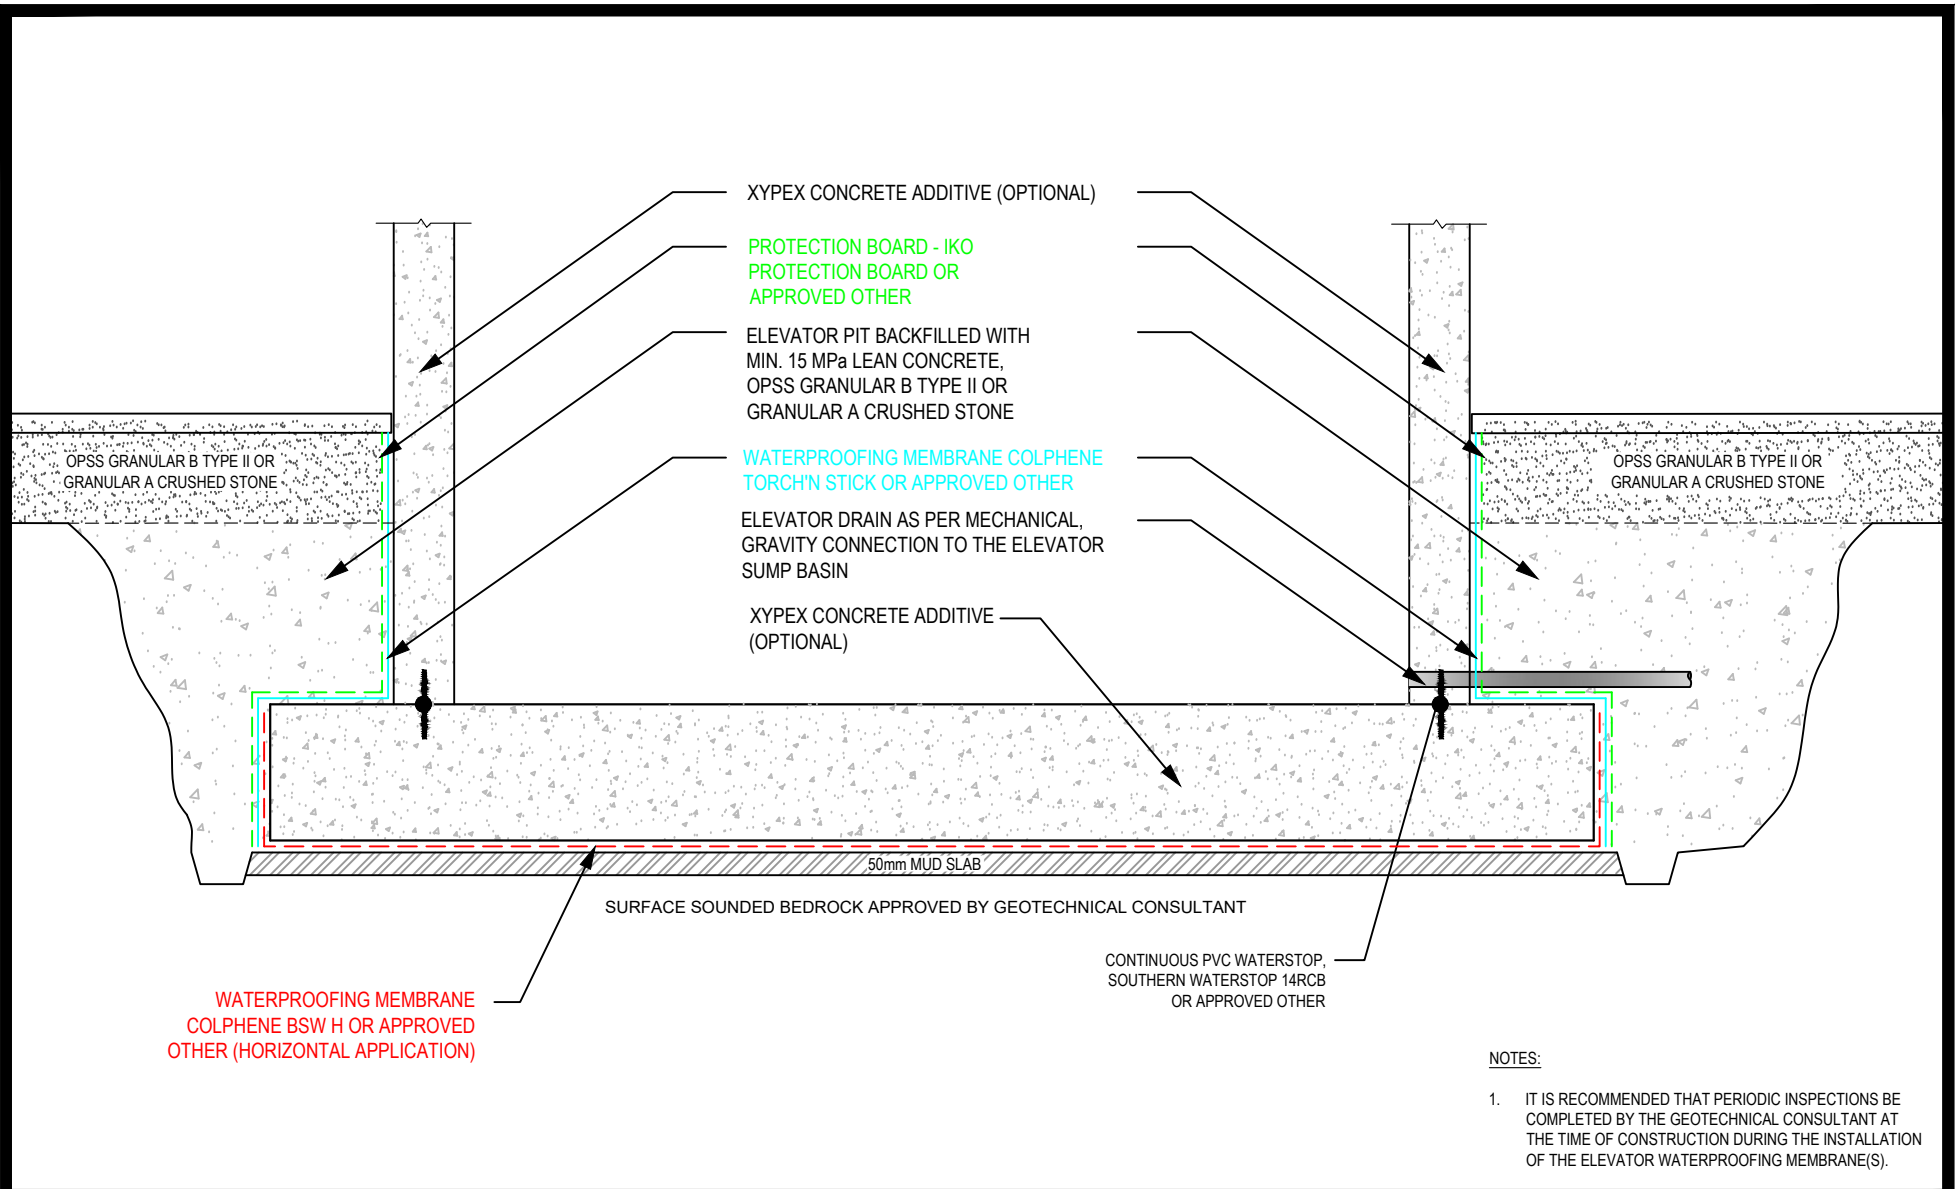 XYPEX CONCRETE ADDITIVE (OPTIONAL)
PROTECTION BOARD - IKO
PROTECTION BOARD OR
APPROVED OTHER
ELEVATOR PIT BACKFILLED WITH
MIN. 15 MPa LEAN CONCRETE,
OPSS GRANULAR B TYPE II OR
GRANULAR A CRUSHED STONE
OPSS GRANULAR B TYPE II OR
GRANULAR A CRUSHED STONE
WATERPROOFING MEMBRANE COLPHENE
TORCH'N STICK OR APPROVED OTHER
OPSS GRANULAR B TYPE II OR
GRANULAR A CRUSHED STONE
ELEVATOR DRAIN AS PER MECHANICAL,
GRAVITY CONNECTION TO THE ELEVATOR
SUMP BASIN
XYPEX CONCRETE ADDITIVE
(OPTIONAL)
50mm MUD SLAB
SURFACE SOUNDED BEDROCK APPROVED BY GEOTECHNICAL CONSULTANT
CONTINUOUS PVC WATERSTOP,
SOUTHERN WATERSTOP 14RCB
OR APPROVED OTHER
WATERPROOFING MEMBRANE
COLPHENE BSW H OR APPROVED
OTHER (HORIZONTAL APPLICATION)
NOTES:
1. IT IS RECOMMENDED THAT PERIODIC INSPECTIONS BE
COMPLETED BY THE GEOTECHNICAL CONSULTANT AT
THE TIME OF CONSTRUCTION DURING THE INSTALLATION
OF THE ELEVATOR WATERPROOFING MEMBRANE(S).